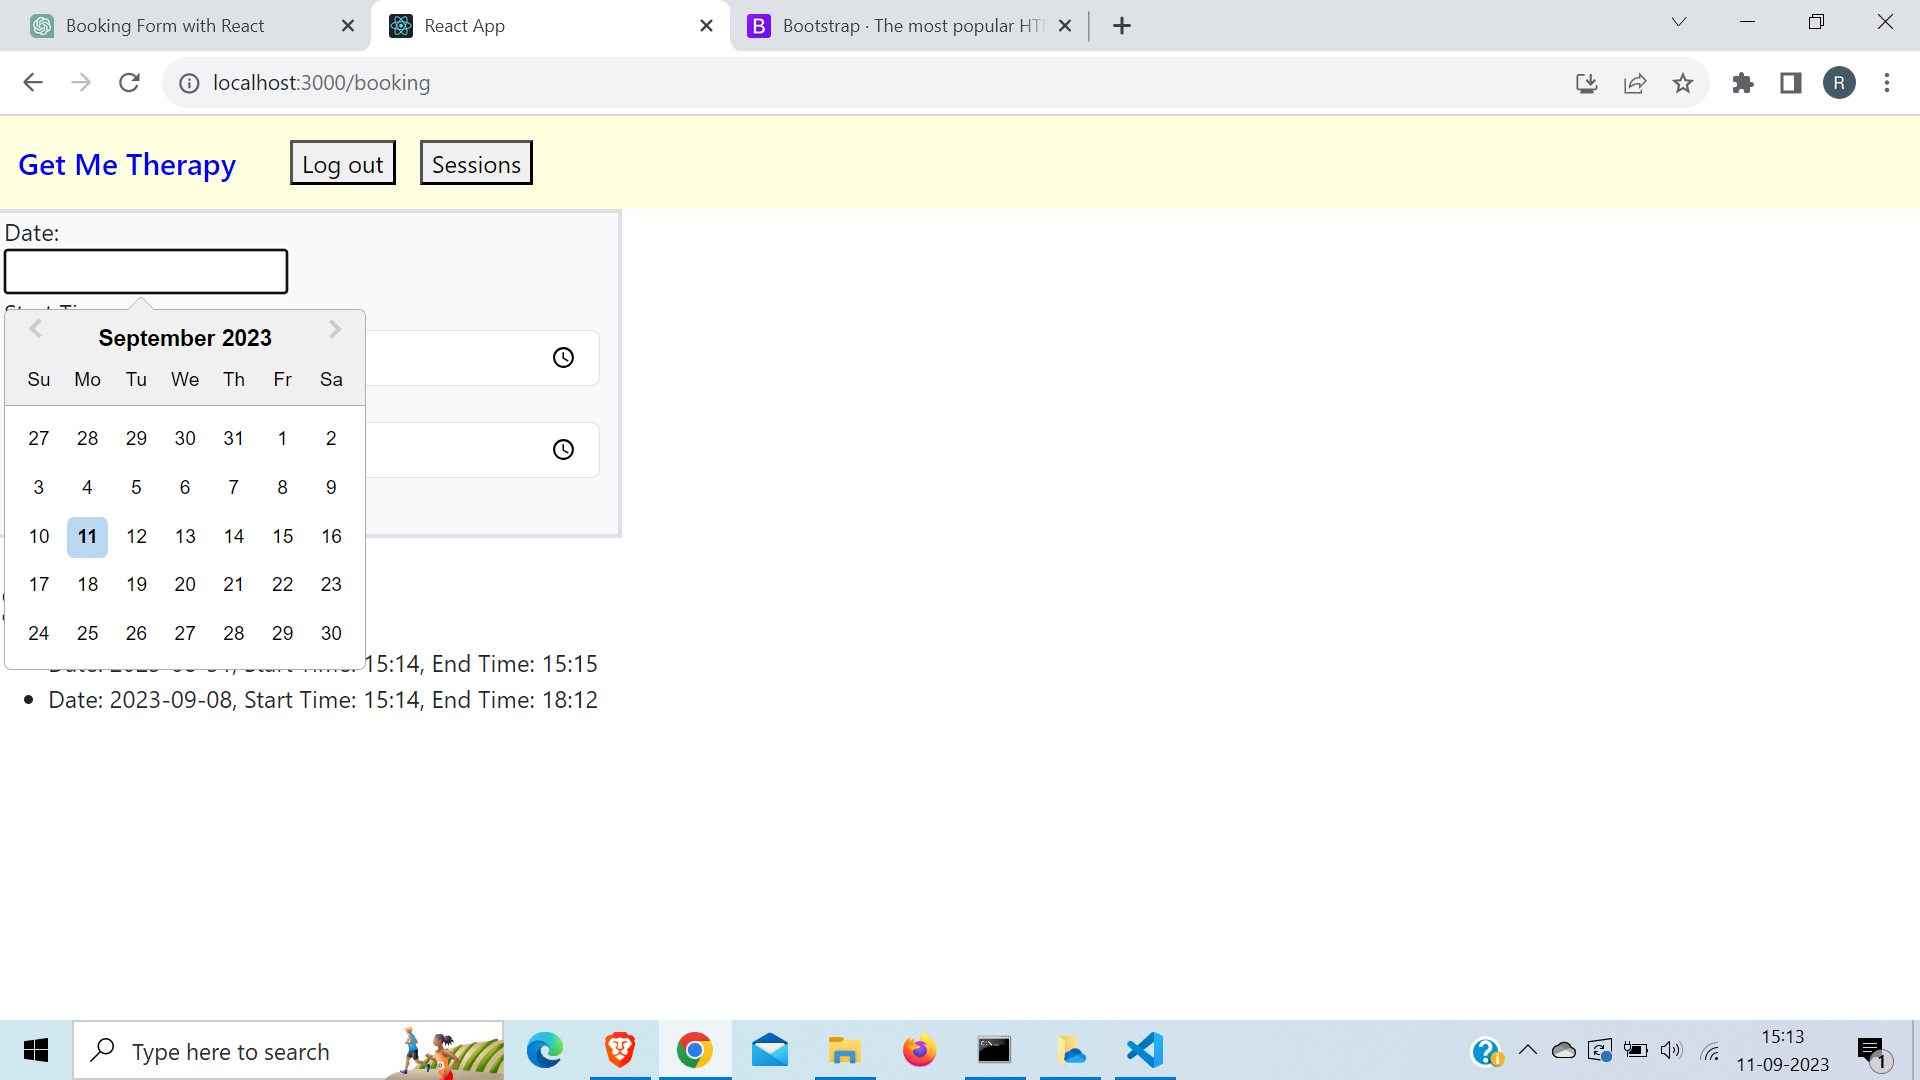 Booking Form with React
React App
B Bootstrap · The most popular HT
localhost:3000/booking
R
Get Me Therapy
Log out
Sessions
Date:
September 2023
Su Mo Tu We Th Fr Sa
27 28 29 30 31 1 2
3 4 5 6 7 8 9
10 11 12 13 14 15 16
17 18 19 20 21 22 23
24 25 26 27 28 29 30
15:14, End Time: 15:15
Date: 2023-09-08, Start Time: 15:14, End Time: 18:12
Type here to search
15:13
11-09-2023
1